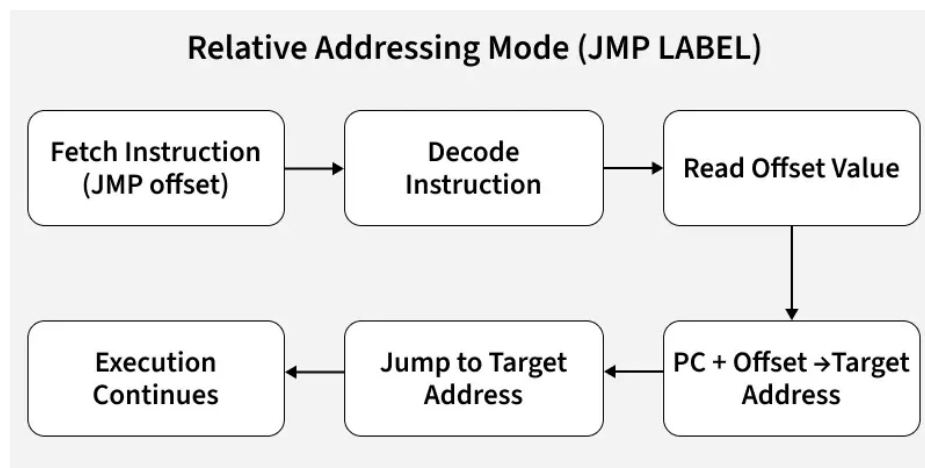 Relative Addressing Mode (JMP LABEL)
Fetch Instruction
(JMP offset)
Decode
Instruction
Read Offset Value
PC + Offset →Target
Address
Jump to Target
Address
Execution
Continues